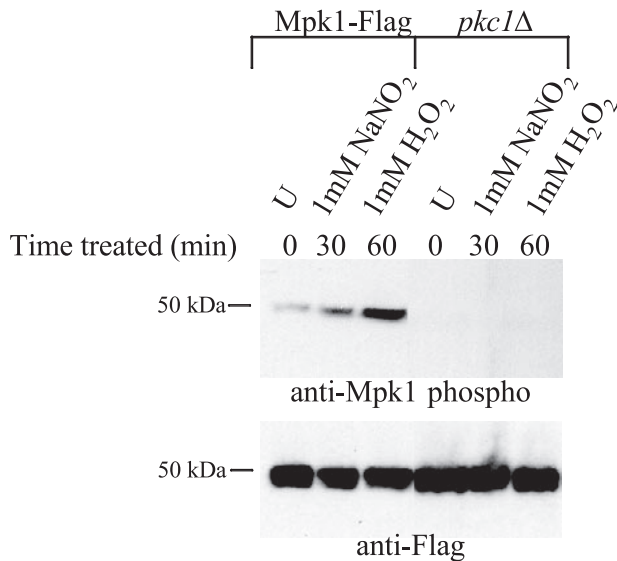 Mpk1-Flag pkc1Δ
U 1mM NaNO₂ 1mM H₂O₂ U 1mM NaNO₂ 1mM H₂O₂
Time treated (min) 0 30 60 0 30 60
50 kDa
anti-Mpk1 phospho
50 kDa
anti-Flag